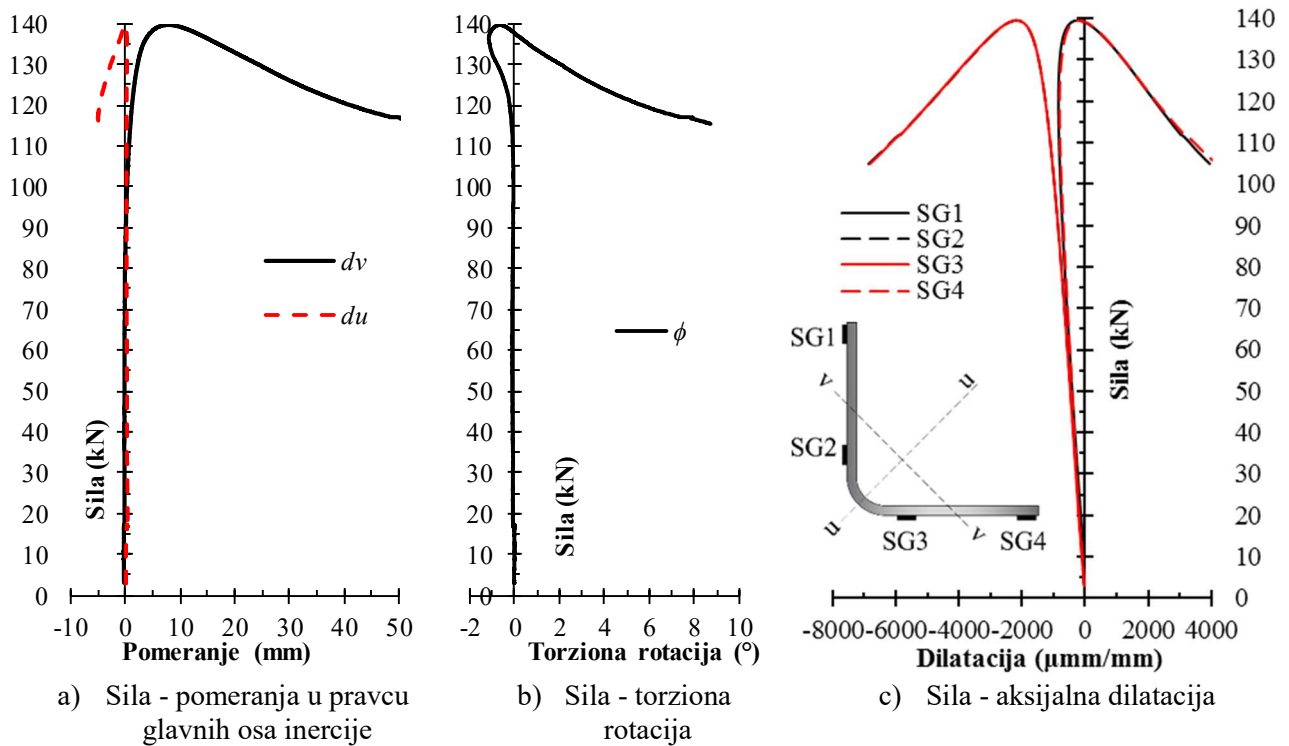 140
130
120
110
100
90
80
70
60
50
40
30
20
10
0
Sila (kN)
dv
du
-10 0 10 20 30 40 50
Pomeranje (mm)
a) Sila - pomeranja u pravcu
glavnih osa inercije
140
130
120
110
100
90
80
70
60
50
40
30
20
10
0
Sila (kN)
ϕ
-2 0 2 4 6 8 10
Torziona rotacija (°)
b) Sila - torziona
rotacija
140
130
120
110
100
90
80
70
60
50
40
30
20
10
0
Sila (kN)
SG1
SG2
SG3
SG4
SG1
SG2
SG3
SG4
v
u
u
v
-8000 -6000 -4000 -2000 0 2000 4000
Dilatacija (µmm/mm)
c) Sila - aksijalna dilatacija